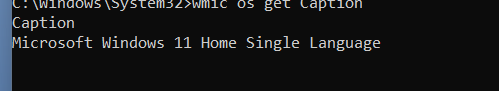 C:\Windows\System32>wmic os get Caption
Caption
Microsoft Windows 11 Home Single Language